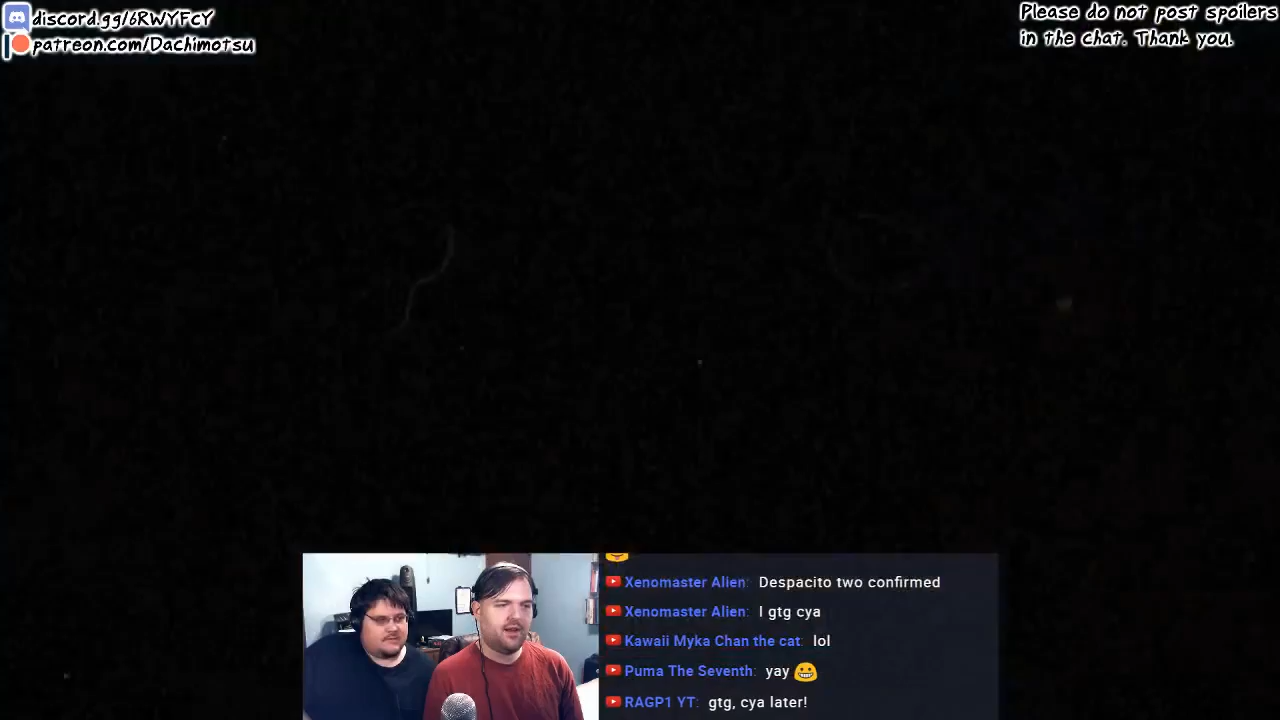 discord.gg/6RWYFcY
patreon.com/Dachimotsu
Please do not post spoilers
in the chat. Thank you.
Xenomaster Alien: Despacito two confirmed
Xenomaster Alien: I gtg cya
Kawaii Myka Chan the cat: lol
Puma The Seventh: yay 😁
RAGP1 YT: gtg, cya later!